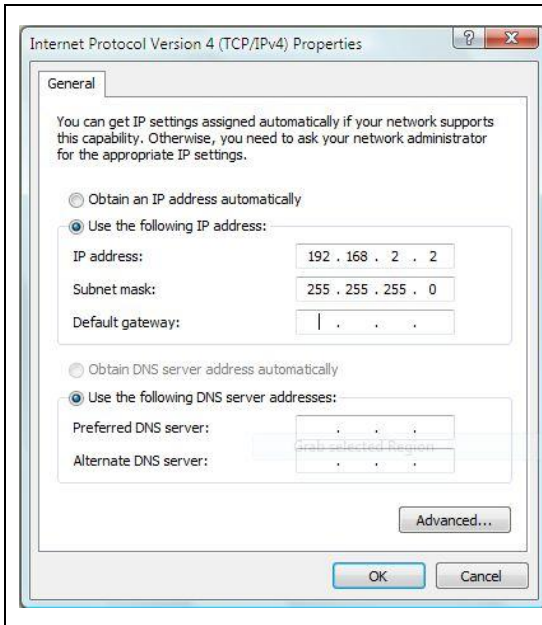 Internet Protocol Version 4 (TCP/IPv4) Properties
General
You can get IP settings assigned automatically if your network supports
this capability. Otherwise, you need to ask your network administrator
for the appropriate IP settings.
Obtain an IP address automatically
Use the following IP address:
IP address: 192 . 168 . 2 . 2
Subnet mask: 255 . 255 . 255 . 0
Default gateway: . . .
Obtain DNS server address automatically
Use the following DNS server addresses:
Preferred DNS server: . . .
Grab selected Region
Alternate DNS server: . . .
Advanced...
OK Cancel